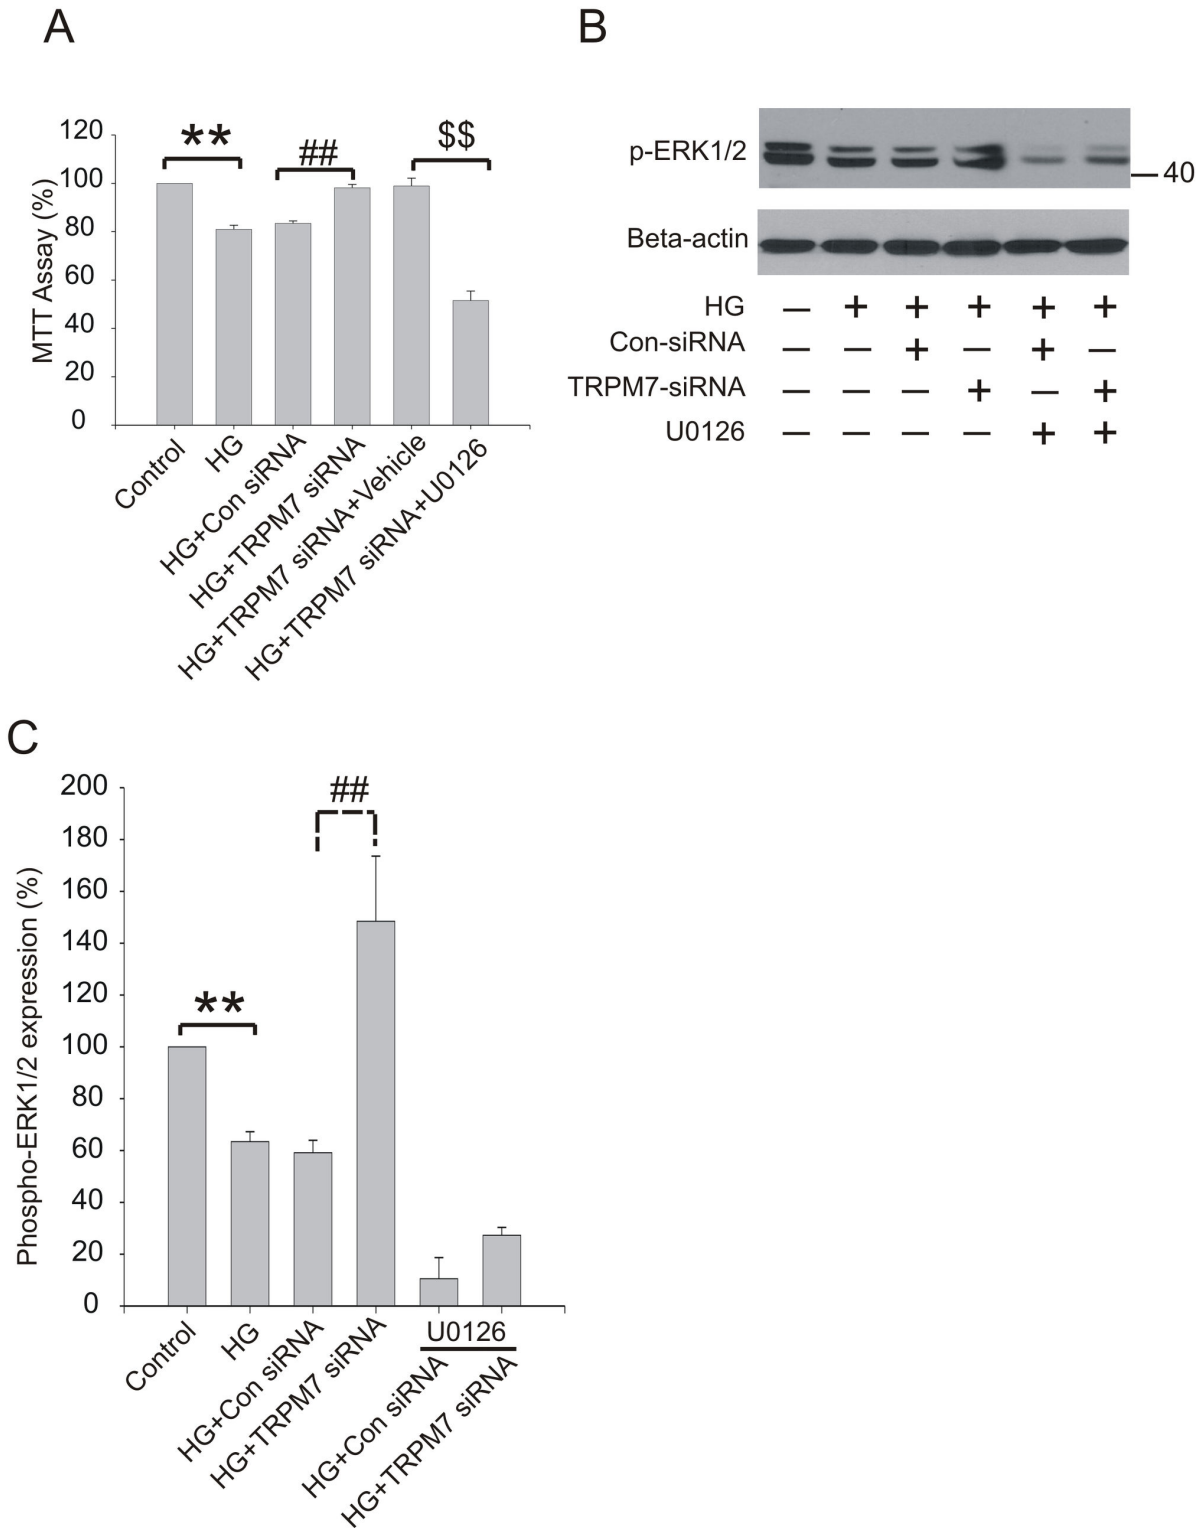 A
120
100
80
60
40
20
0
MTT Assay (%)
**
##
$$
Control
HG
HG+Con siRNA
HG+TRPM7 siRNA
HG+TRPM7 siRNA+Vehicle
HG+TRPM7 siRNA+U0126
B
p-ERK1/2
40
Beta-actin
HG – + + + + +
Con-siRNA – – + – + –
TRPM7-siRNA – – – + – +
U0126 – – – – + +
C
200
180
160
140
120
100
80
60
40
20
0
Phospho-ERK1/2 expression (%)
**
##
Control
HG
HG+Con siRNA
HG+TRPM7 siRNA
U0126
HG+Con siRNA
HG+TRPM7 siRNA